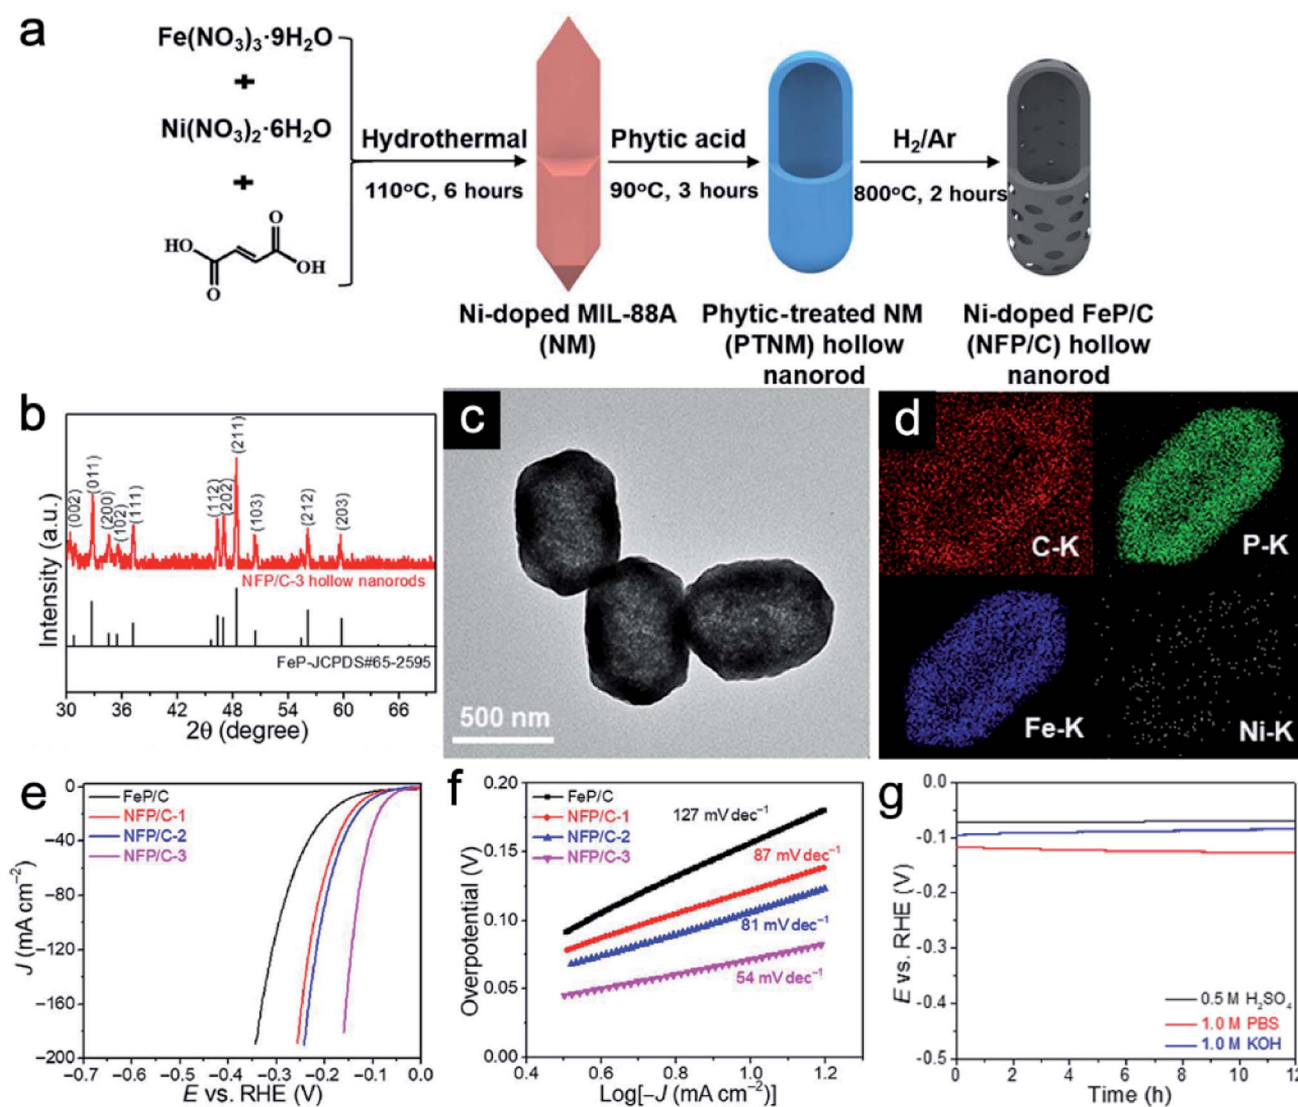 a
Fe(NO₃)₃·9H₂O
+
Ni(NO₃)₂·6H₂O
+
HO
O
O
OH
Hydrothermal
110°C, 6 hours
Phytic acid
90°C, 3 hours
H₂/Ar
800°C, 2 hours
Ni-doped MIL-88A
(NM)
Phytic-treated NM
(PTNM) hollow
nanorod
Ni-doped FeP/C
(NFP/C) hollow
nanorod
b
Intensity (a.u.)
(002)
(011)
(200)
(102)
(111)
(112)
(202)
(211)
(103)
(212)
(203)
NFP/C-3 hollow nanorods
FeP-JCPDS#65-2595
30 36 42 48 54 60 66
2θ (degree)
c
500 nm
d
C-K
P-K
Fe-K
Ni-K
e
FeP/C
NFP/C-1
NFP/C-2
NFP/C-3
J (mA cm⁻²)
0
−40
−80
−120
−160
−200
−0.7 −0.6 −0.5 −0.4 −0.3 −0.2 −0.1 0.0
E vs. RHE (V)
f
FeP/C
NFP/C-1
NFP/C-2
NFP/C-3
127 mV dec⁻¹
87 mV dec⁻¹
81 mV dec⁻¹
54 mV dec⁻¹
Overpotential (V)
0.20
0.15
0.10
0.05
0.00
0.4 0.6 0.8 1.0 1.2
Log[−J (mA cm⁻²)]
g
E vs. RHE (V)
0.0
−0.1
−0.2
−0.3
−0.4
−0.5
0.5 M H₂SO₄
1.0 M PBS
1.0 M KOH
0 2 4 6 8 10 12
Time (h)